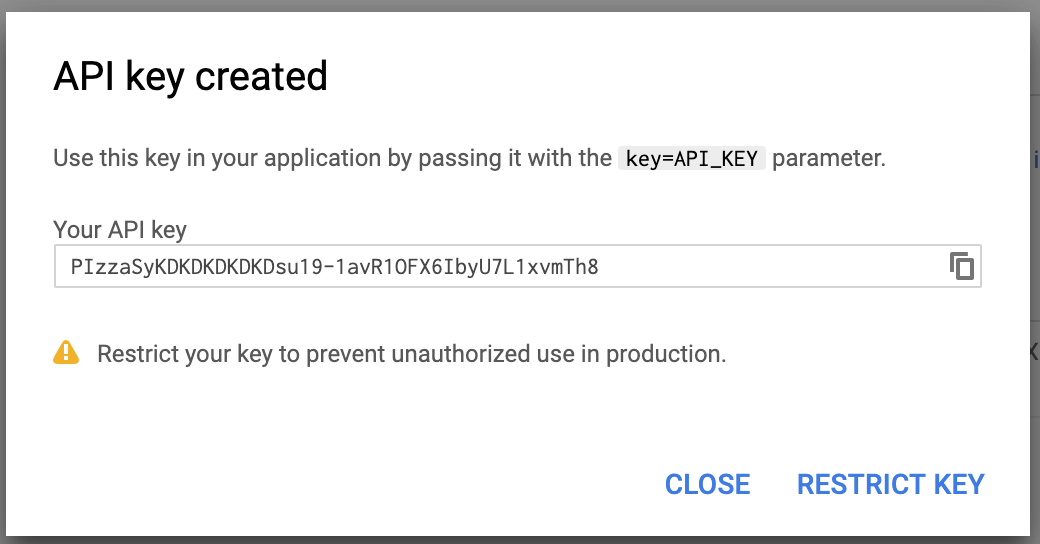 API key created
Use this key in your application by passing it with the key=API_KEY parameter.
Your API key
PIzzaSyKDKDKDKDKDsu19-1avR1OFX6IbyU7L1xvmTh8
Restrict your key to prevent unauthorized use in production.
CLOSE RESTRICT KEY